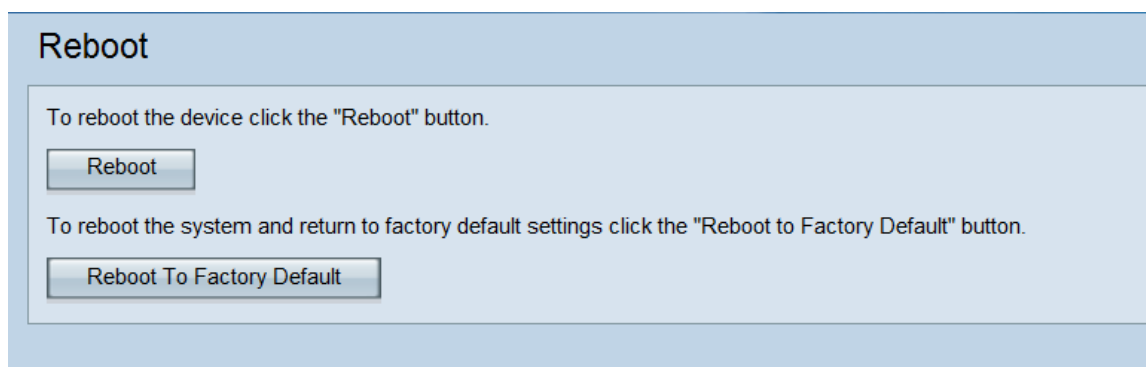 Reboot
To reboot the device click the "Reboot" button.
Reboot
To reboot the system and return to factory default settings click the "Reboot to Factory Default" button.
Reboot To Factory Default